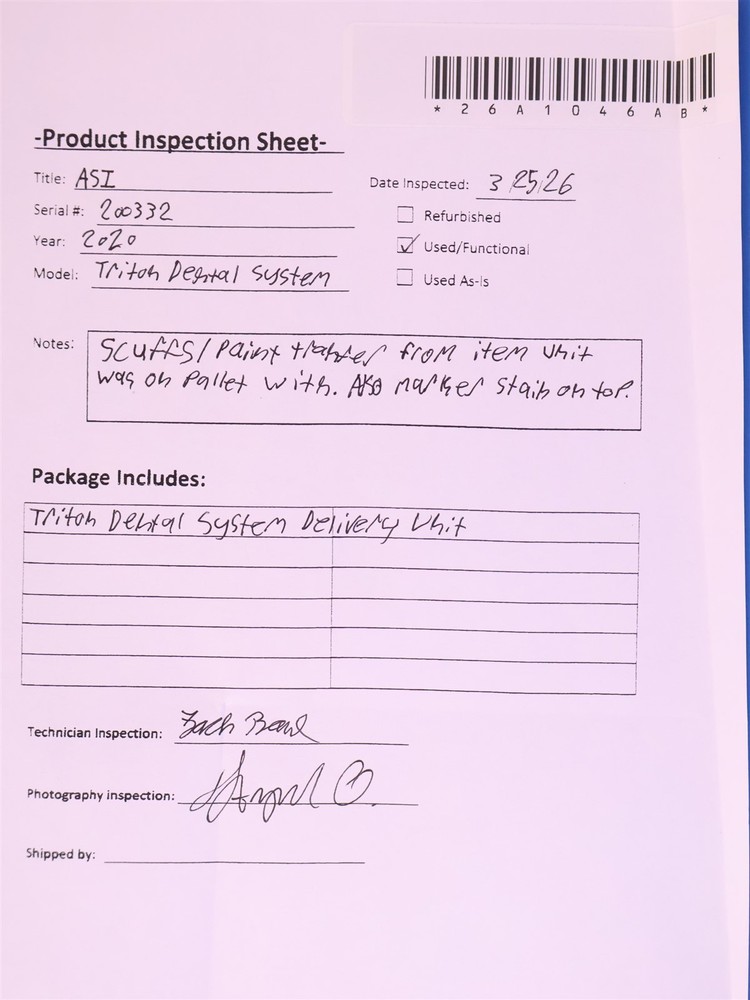 * 2 6 A 1 0 4 6 A B *
-Product Inspection Sheet-
Title: ASI
Date Inspected: 3/25/26
Serial #: 200332
Refurbished
Year: 2020
Used/Functional
Model: Triton Dental System
Used As-Is
Notes: Scuffs/Paint transfer from item unit
was on pallet with. Also marker stain on top.
Package Includes:
Triton Dental System Delivery Unit
Technician Inspection: Zach
Photography inspection:
Shipped by: